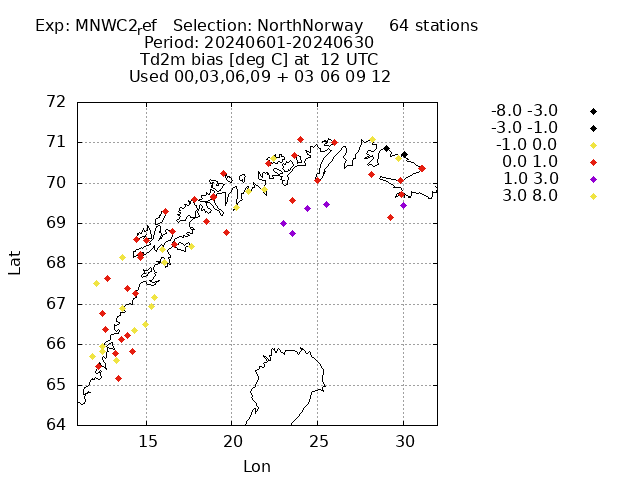 Exp: MNWC2ref Selection: NorthNorway 64 stations
Period: 20240601-20240630
Td2m bias [deg C] at 12 UTC
Used 00,03,06,09 + 03 06 09 12
72
71
70
69
68
67
66
65
64
Lat
15 20 25 30
Lon
-8.0 -3.0
-3.0 -1.0
-1.0 0.0
0.0 1.0
1.0 3.0
3.0 8.0